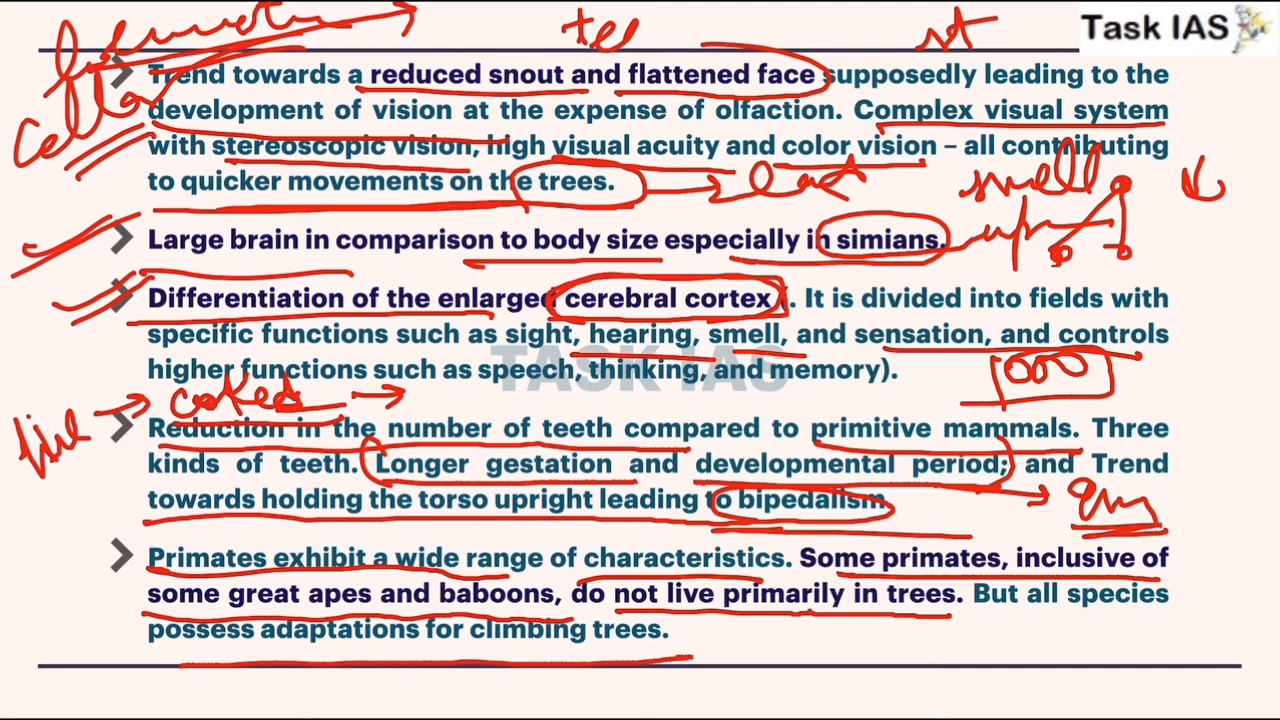 Task IAS
Trend towards a reduced snout and flattened face supposedly leading to the
development of vision at the expense of olfaction. Complex visual system
with stereoscopic vision, high visual acuity and color vision – all contributing
to quicker movements on the trees.
smell
Large brain in comparison to body size especially in simians.
Differentiation of the enlarged cerebral cortex (. It is divided into fields with
specific functions such as sight, hearing, smell, and sensation, and controls
TASK IAS
higher functions such as speech, thinking, and memory).
fire → cooked →
Reduction in the number of teeth compared to primitive mammals. Three
kinds of teeth. Longer gestation and developmental period; and Trend
towards holding the torso upright leading to bipedalism
Primates exhibit a wide range of characteristics. Some primates, inclusive of
some great apes and baboons, do not live primarily in trees. But all species
possess adaptations for climbing trees.